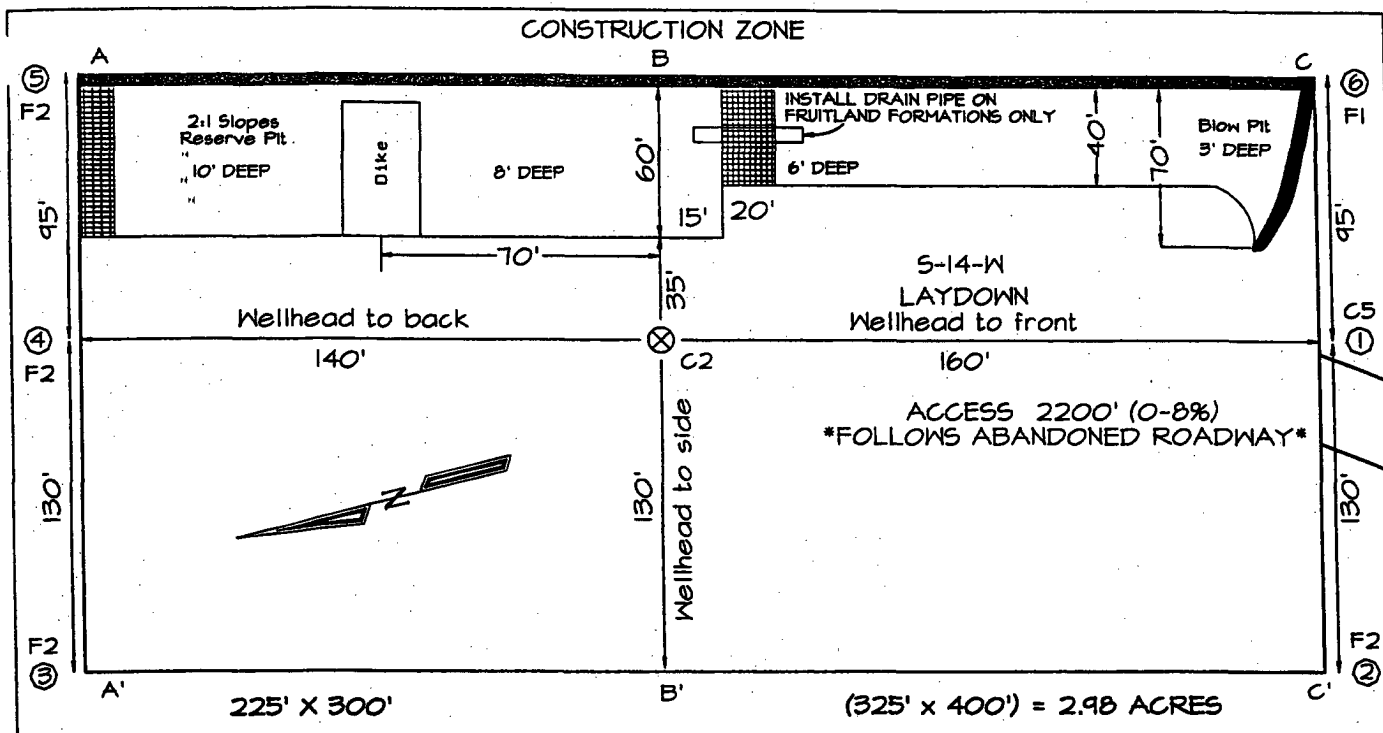 CONSTRUCTION ZONE
A
B
C
5
6
F2
F1
2:1 Slopes
Reserve Pit
"
" 10' DEEP
"
Dike
8' DEEP
60'
INSTALL DRAIN PIPE ON
FRUITLAND FORMATIONS ONLY
6' DEEP
40'
70'
Blow Pit
3' DEEP
15'
20'
95'
95'
70'
35'
S-14-W
LAYDOWN
Wellhead to back
Wellhead to front
C5
4
1
140'
C2
160'
F2
ACCESS 2200' (0-8%)
*FOLLOWS ABANDONED ROADWAY*
Wellhead to side
N
130'
130'
130'
F2
F2
3
2
A'
B'
C'
225' X 300'
(325' x 400') = 2.98 ACRES